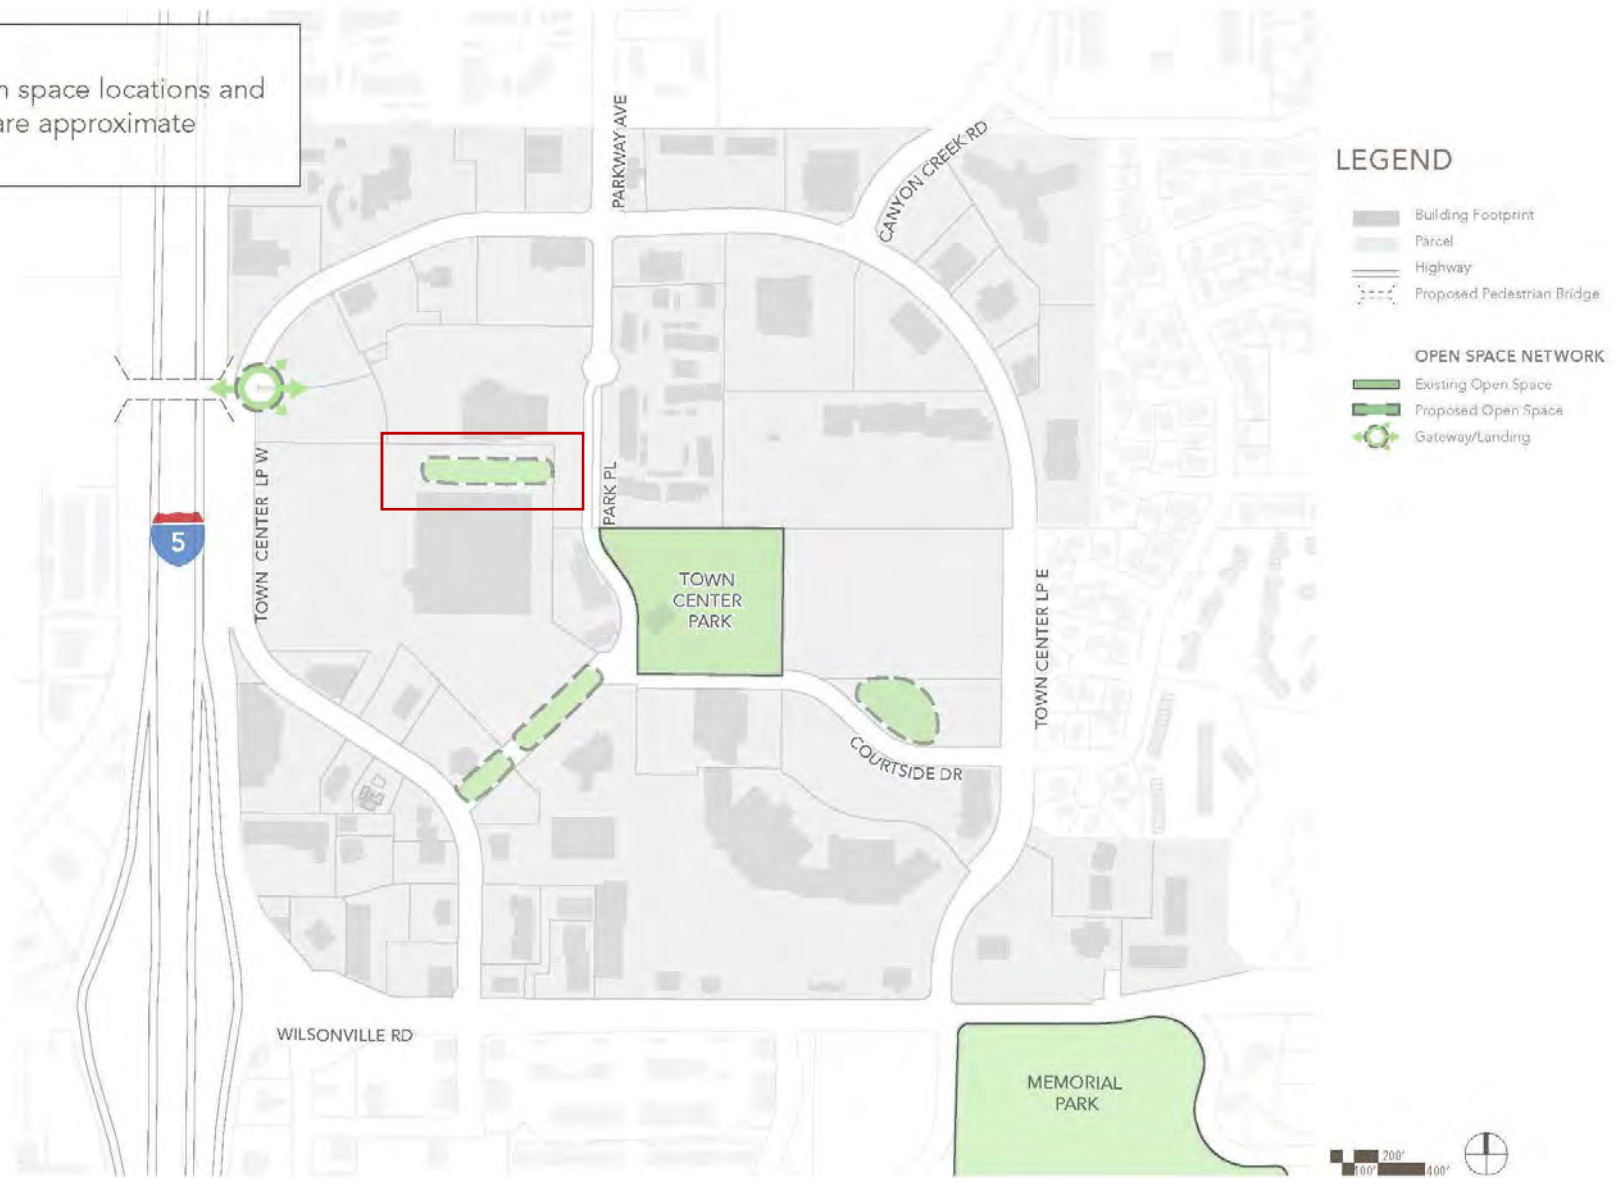 space locations and
are approximate
PARKWAY AVE
CANYON CREEK RD
LEGEND
Building Footprint
Parcel
Highway
Proposed Pedestrian Bridge
OPEN SPACE NETWORK
Existing Open Space
Proposed Open Space
Gateway/Landing
TOWN CENTER LP W
PARK PL
5
TOWN
CENTER
PARK
TOWN CENTER LP E
COURTSIDE DR
WILSONVILLE RD
MEMORIAL
PARK
200'
100'
400'